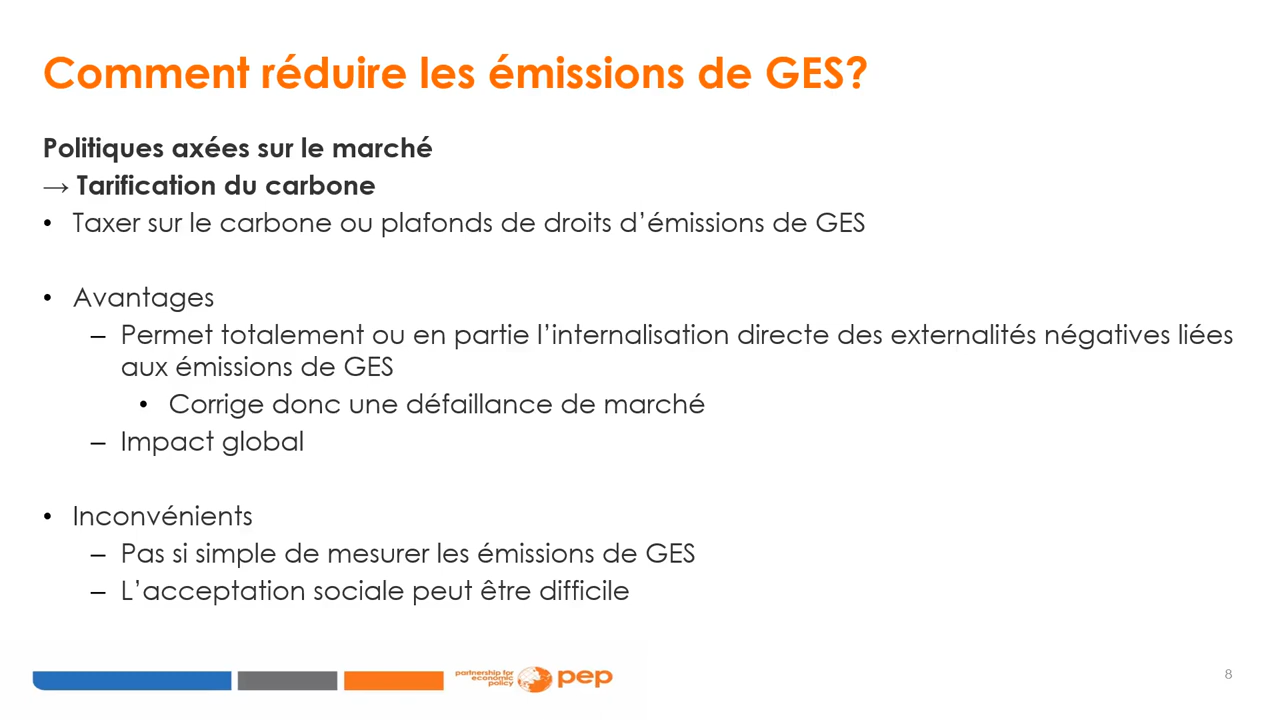 Comment réduire les émissions de GES?
Politiques axées sur le marché
→ Tarification du carbone
• Taxer sur le carbone ou plafonds de droits d’émissions de GES
• Avantages
– Permet totalement ou en partie l’internalisation directe des externalités négatives liées
aux émissions de GES
• Corrige donc une défaillance de marché
– Impact global
• Inconvénients
– Pas si simple de mesurer les émissions de GES
– L’acceptation sociale peut être difficile
partnership for
economic
policy
pep
8